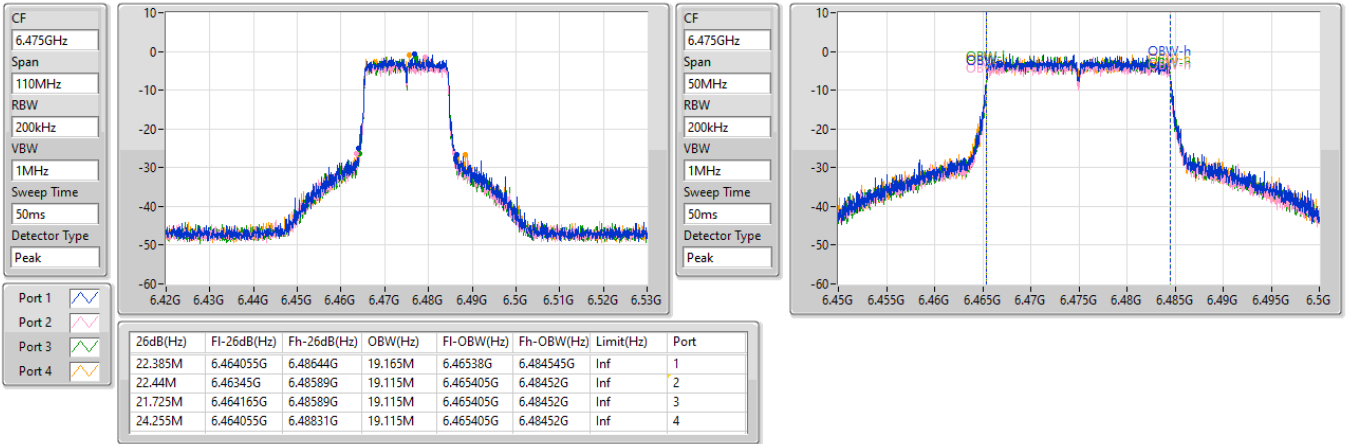 CF
6.475GHz
Span
110MHz
RBW
200kHz
VBW
1MHz
Sweep Time
50ms
Detector Type
Peak
10-
0-
-10-
-20-
-30-
-40-
-50-
-60-
6.42G 6.43G 6.44G 6.45G 6.46G 6.47G 6.48G 6.49G 6.5G 6.51G 6.52G 6.53G
CF
6.475GHz
Span
50MHz
RBW
200kHz
VBW
1MHz
Sweep Time
50ms
Detector Type
Peak
10-
0-
-10-
-20-
-30-
-40-
-50-
-60-
OBW-h
6.45G 6.455G 6.46G 6.465G 6.47G 6.475G 6.48G 6.485G 6.49G 6.495G 6.5G
Port 1
Port 2
Port 3
Port 4
26dB(Hz) Fl-26dB(Hz) Fh-26dB(Hz) OBW(Hz) Fl-OBW(Hz) Fh-OBW(Hz) Limit(Hz) Port
22.385M 6.464055G 6.48644G 19.165M 6.46538G 6.484545G Inf 1
22.44M 6.46345G 6.48589G 19.115M 6.465405G 6.48452G Inf 2
21.725M 6.464165G 6.48589G 19.115M 6.465405G 6.48452G Inf 3
24.255M 6.464055G 6.48831G 19.115M 6.465405G 6.48452G Inf 4